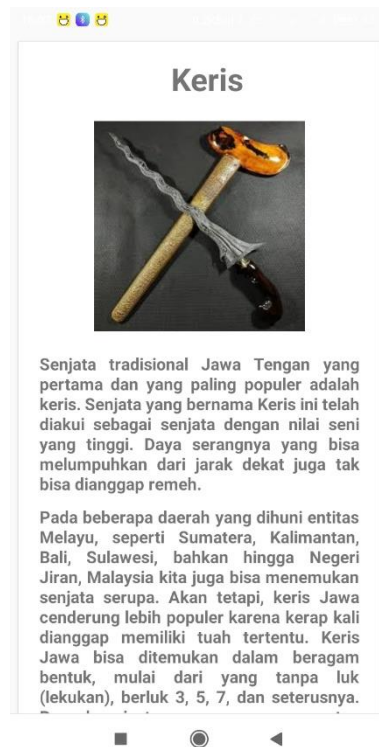 Keris
Senjata tradisional Jawa Tengan yang
pertama dan yang paling populer adalah
keris. Senjata yang bernama Keris ini telah
diakui sebagai senjata dengan nilai seni
yang tinggi. Daya serangnya yang bisa
melumpuhkan dari jarak dekat juga tak
bisa dianggap remeh.
Pada beberapa daerah yang dihuni entitas
Melayu, seperti Sumatera, Kalimantan,
Bali, Sulawesi, bahkan hingga Negeri
Jiran, Malaysia kita juga bisa menemukan
senjata serupa. Akan tetapi, keris Jawa
cenderung lebih populer karena kerap kali
dianggap memiliki tuah tertentu. Keris
Jawa bisa ditemukan dalam beragam
bentuk, mulai dari yang tanpa luk
(lekukan), berluk 3, 5, 7, dan seterusnya.